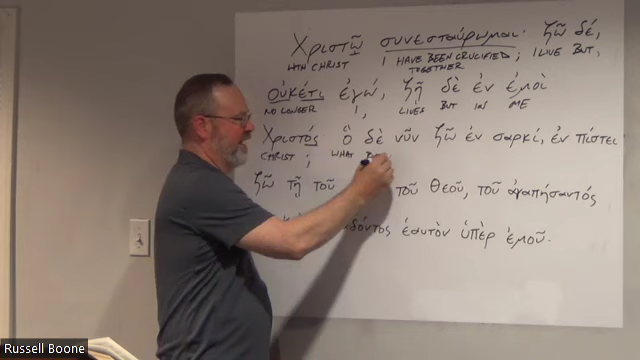 Χριστῷ συνεσταύρωμαι· ζῶ δέ,
WITH CHRIST I HAVE BEEN CRUCIFIED; I LIVE BUT,
TOGETHER
οὐκέτι ἐγώ, ζῇ δὲ ἐν ἐμοὶ
NO LONGER I, LIVES BUT IN ME
Χριστός ὃ δὲ νῦν ζῶ ἐν σαρκί, ἐν πίστει
CHRIST; WHAT
ζῶ τῇ τοῦ τοῦ θεοῦ, τοῦ ἀγαπήσαντός
ἑαυτὸν ὑπὲρ ἐμοῦ.
Russell Boone